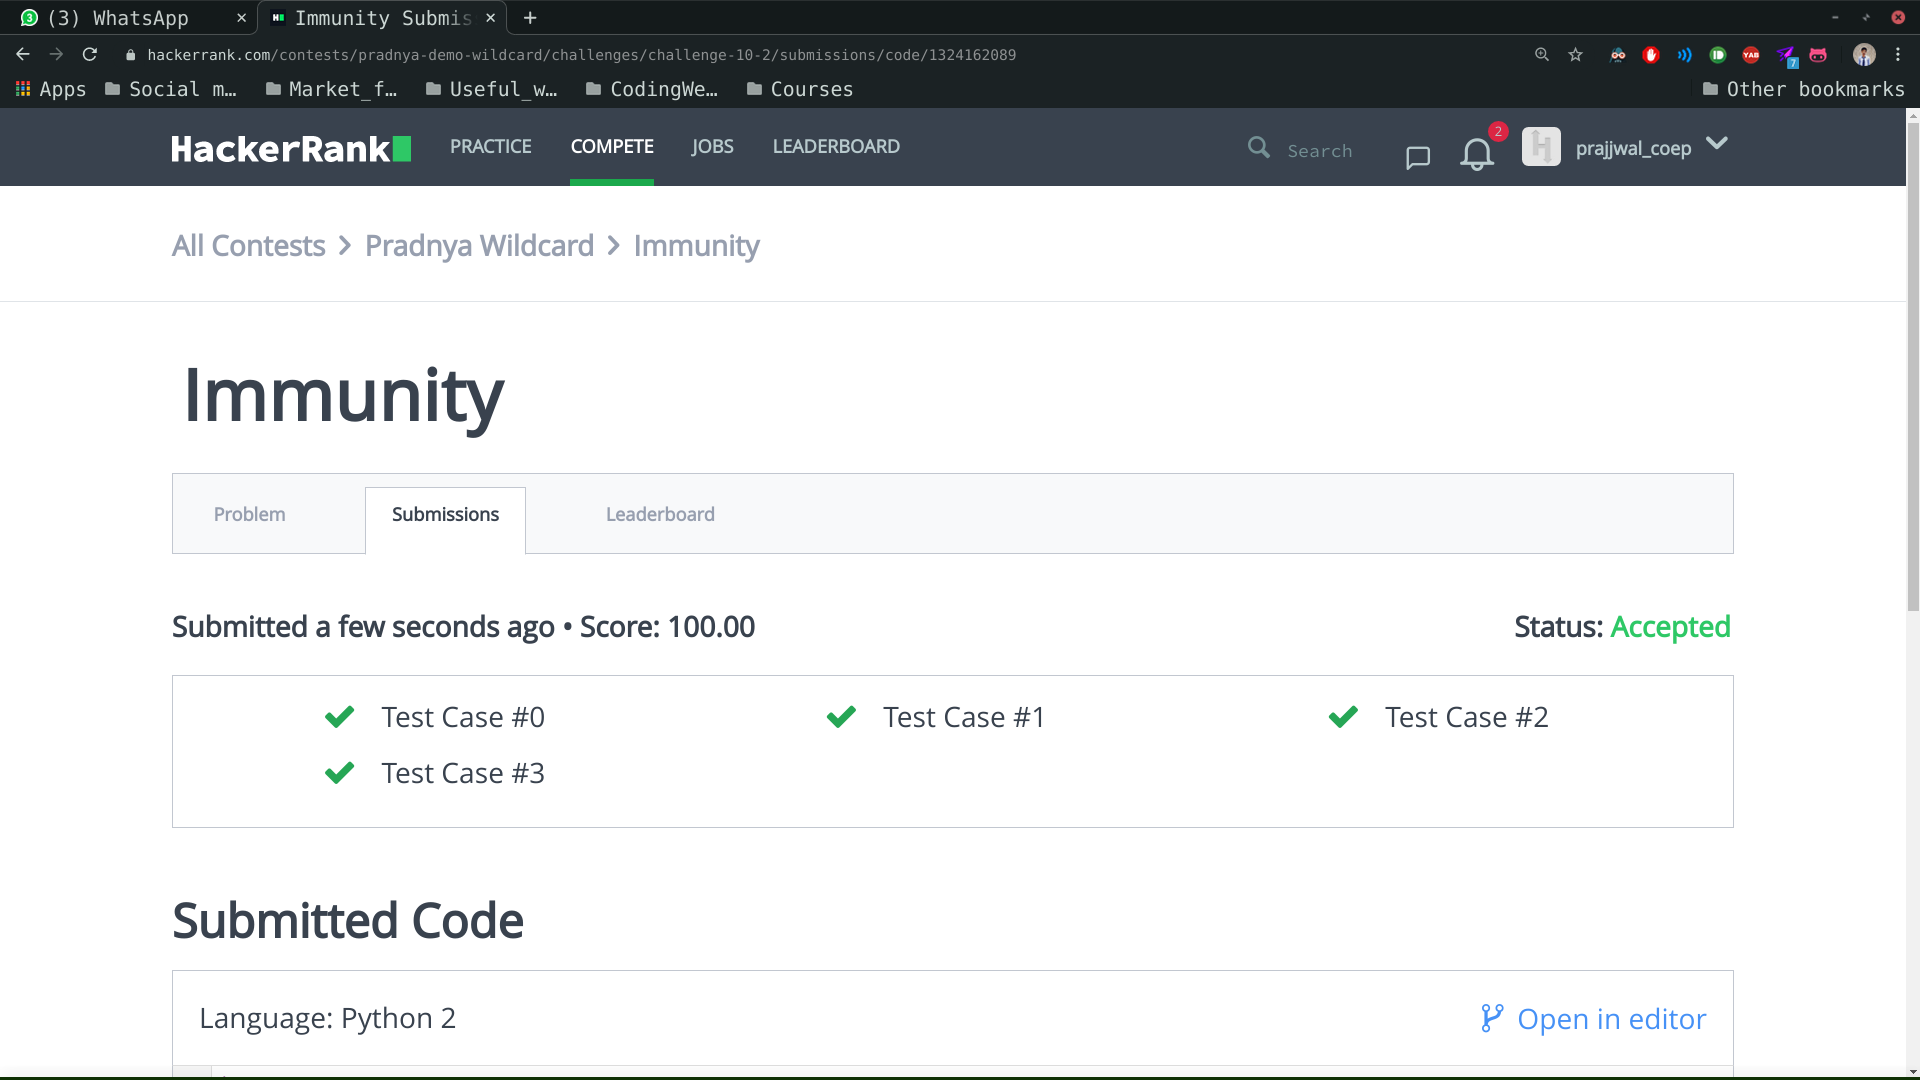 (3) WhatsApp
Immunity Submis
hackerrank.com/contests/pradnya-demo-wildcard/challenges/challenge-10-2/submissions/code/1324162089
Apps Social m… Market_f… Useful_w… CodingWe… Courses Other bookmarks
HackerRank PRACTICE COMPETE JOBS LEADERBOARD Search 2 prajjwal_coep
All Contests > Pradnya Wildcard > Immunity
Immunity
Problem Submissions Leaderboard
Submitted a few seconds ago • Score: 100.00 Status: Accepted
Test Case #0 Test Case #1 Test Case #2
Test Case #3
Submitted Code
Language: Python 2 Open in editor